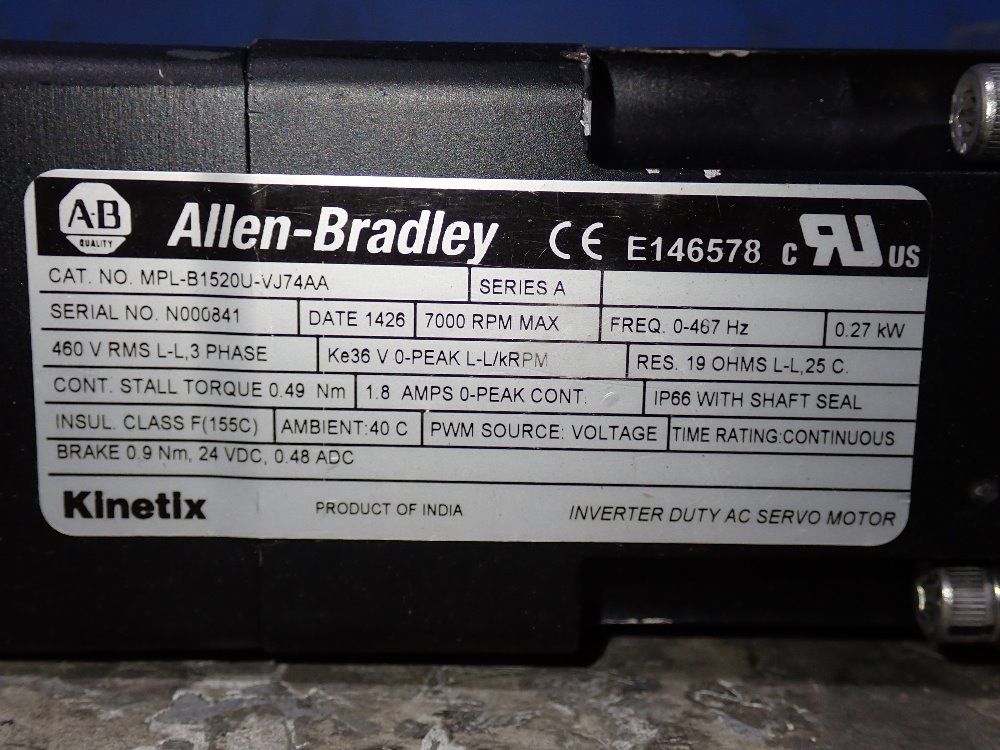 A-B QUALITY Allen-Bradley CE E146578 C RU US
CAT. NO. MPL-B1520U-VJ74AA SERIES A
SERIAL NO. N000841 DATE 1426 7000 RPM MAX FREQ. 0-467 Hz 0.27 kW
460 V RMS L-L,3 PHASE Ke36 V 0-PEAK L-L/kRPM RES. 19 OHMS L-L,25 C.
CONT. STALL TORQUE 0.49 Nm 1.8 AMPS 0-PEAK CONT. IP66 WITH SHAFT SEAL
INSUL. CLASS F(155C) AMBIENT:40 C PWM SOURCE: VOLTAGE TIME RATING:CONTINUOUS
BRAKE 0.9 Nm, 24 VDC, 0.48 ADC
Kinetix PRODUCT OF INDIA INVERTER DUTY AC SERVO MOTOR